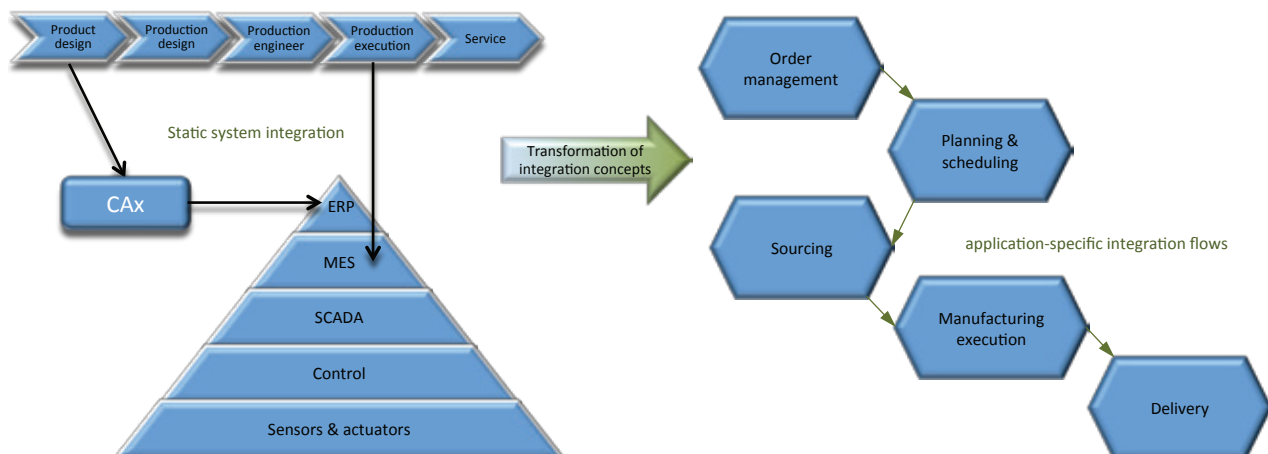 Product
design
Production
design
Production
engineer
Production
execution
Service
Static system integration
CAx
ERP
MES
SCADA
Control
Sensors & actuators
Transformation of
integration concepts
Order
management
Planning &
scheduling
Sourcing
application-specific integration flows
Manufacturing
execution
Delivery